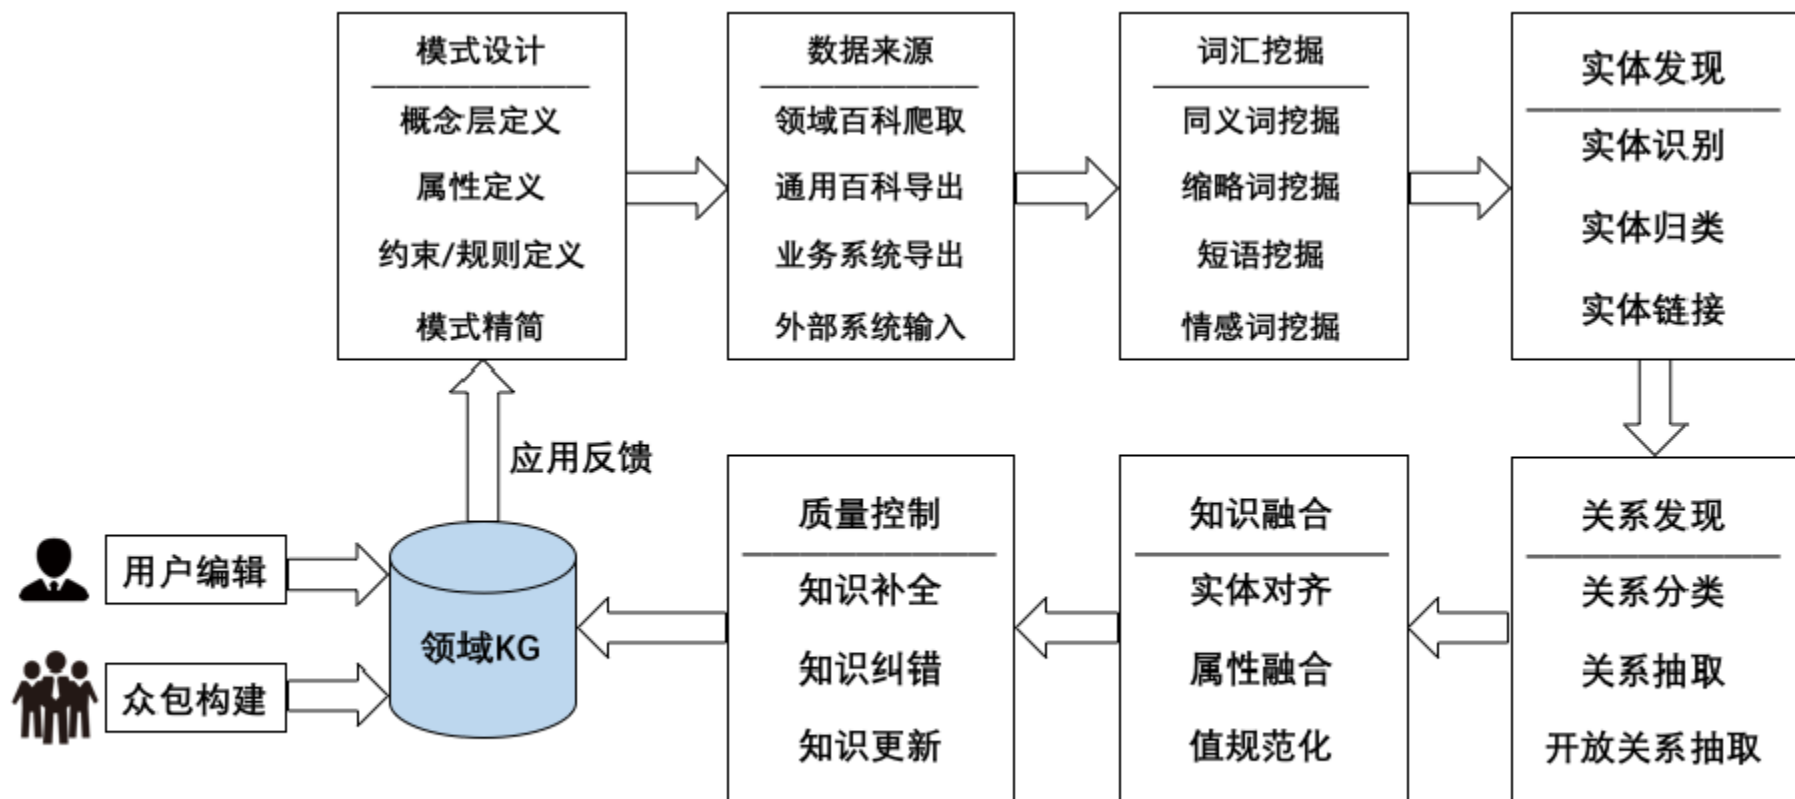 模式设计
概念层定义
属性定义
约束/规则定义
模式精简
数据来源
领域百科爬取
通用百科导出
业务系统导出
外部系统输入
词汇挖掘
同义词挖掘
缩略词挖掘
短语挖掘
情感词挖掘
实体发现
实体识别
实体归类
实体链接
关系发现
关系分类
关系抽取
开放关系抽取
知识融合
实体对齐
属性融合
值规范化
质量控制
知识补全
知识纠错
知识更新
领域KG
应用反馈
用户编辑
众包构建